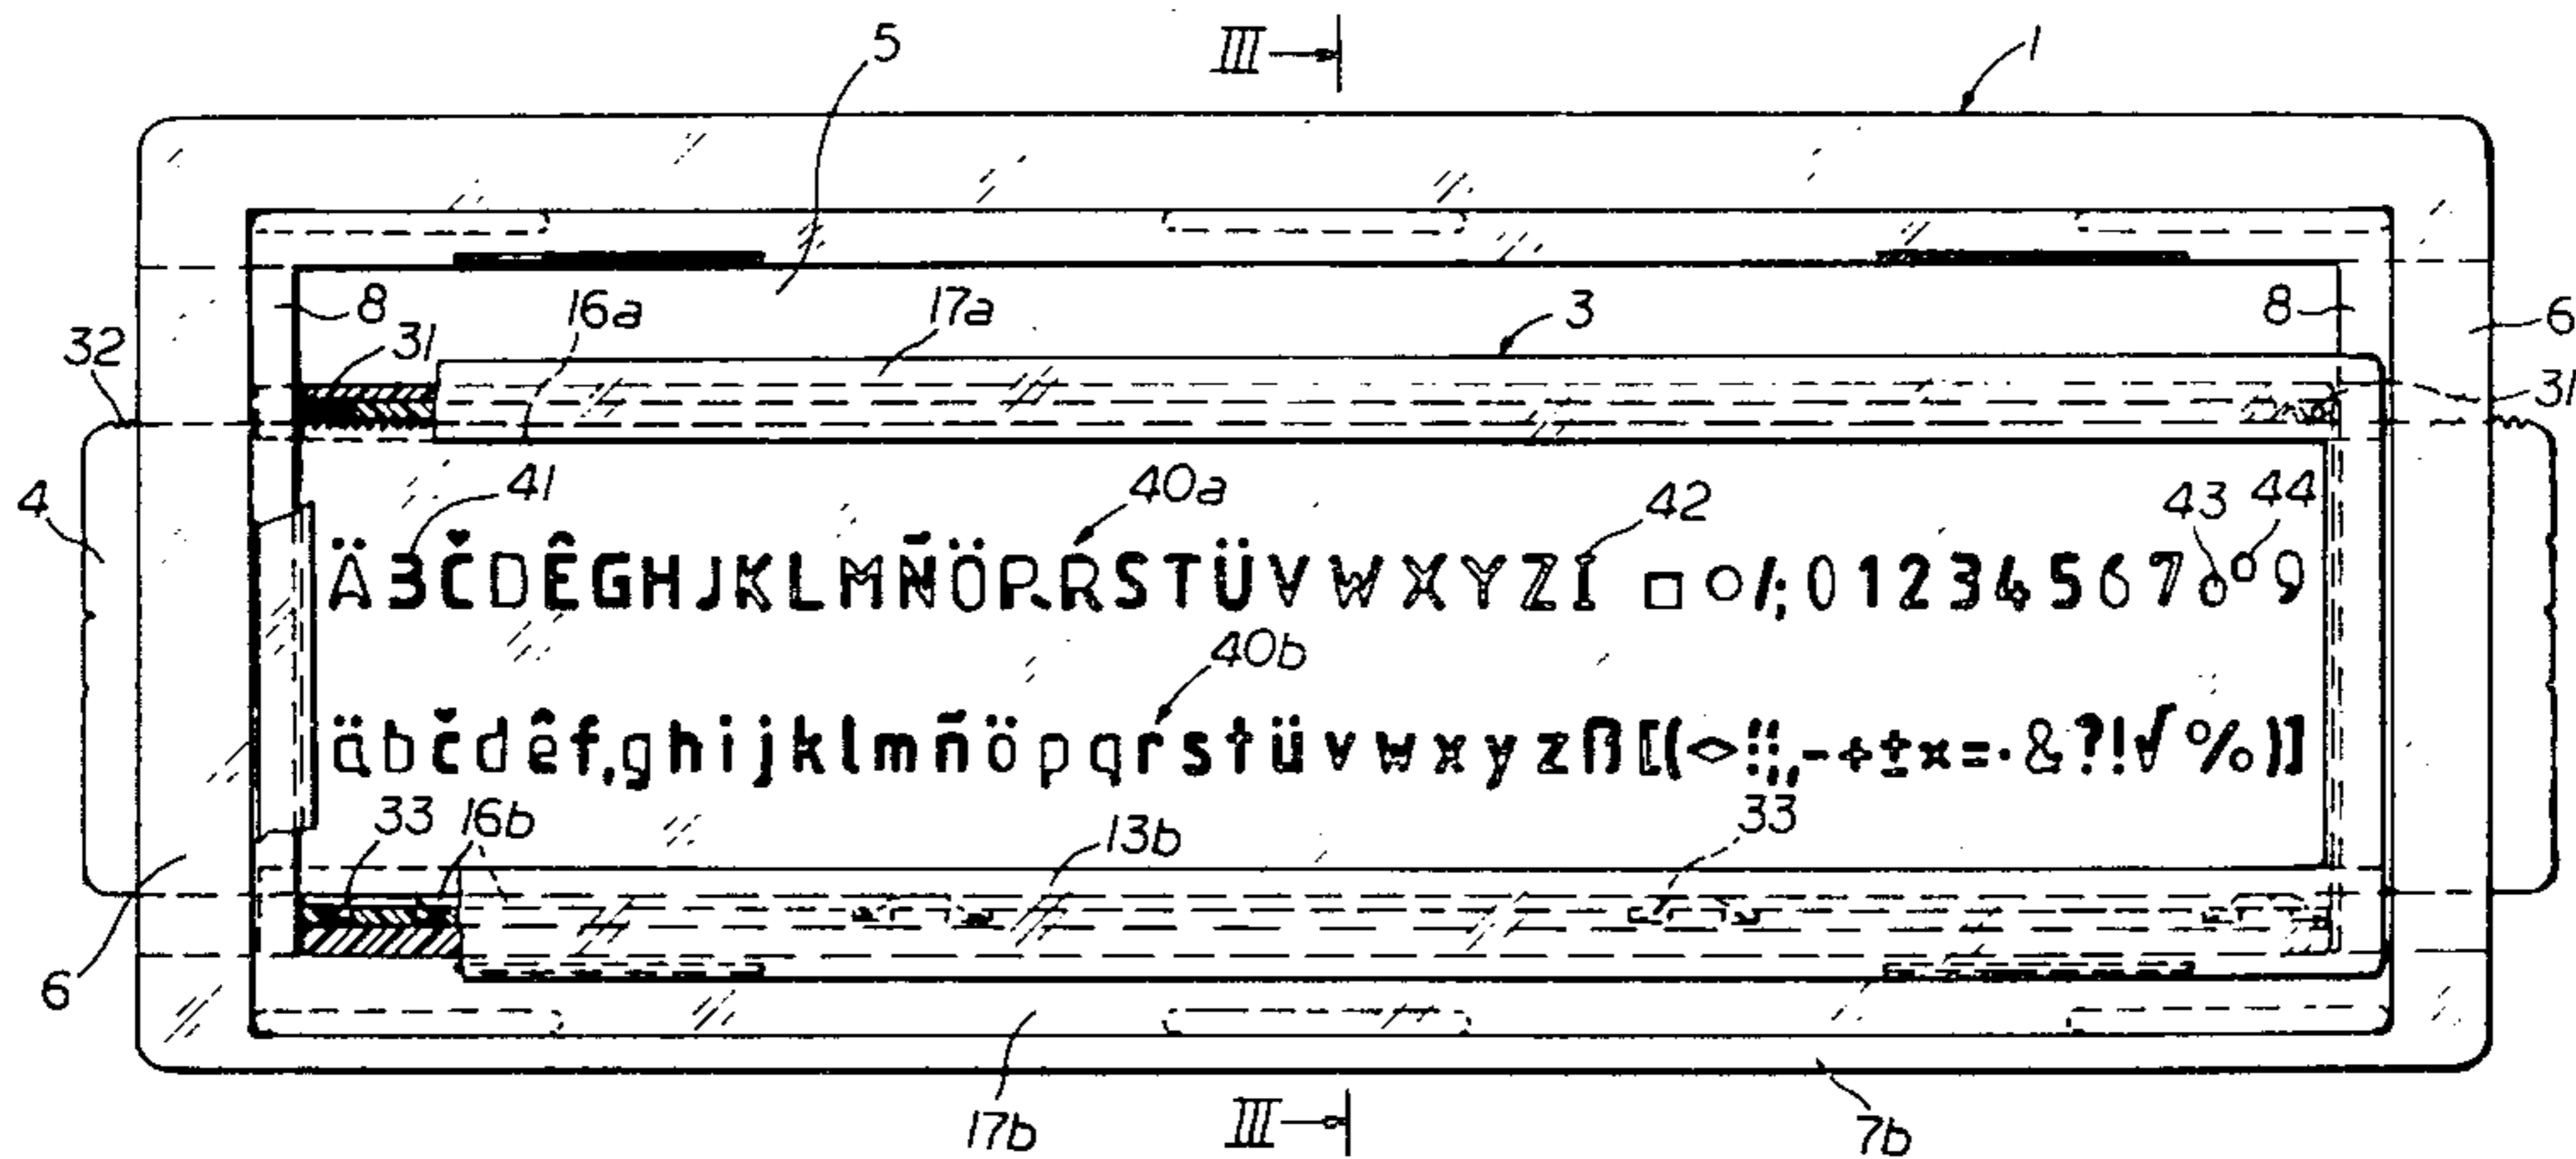 III 1
5
8 16a 17a 3 8 6
32 31 31
4 41 40a 42 43 44
ÄBČDÊGHJKLMÑÖPRSTÜVWXYZI □○/;0123456789
40b
äbčdêf,ghijklmñöpqrstüvwxyzß[(<>!!;,-+±×=·&?!√%)]
33 16b 13b 33
6
17b III 7b